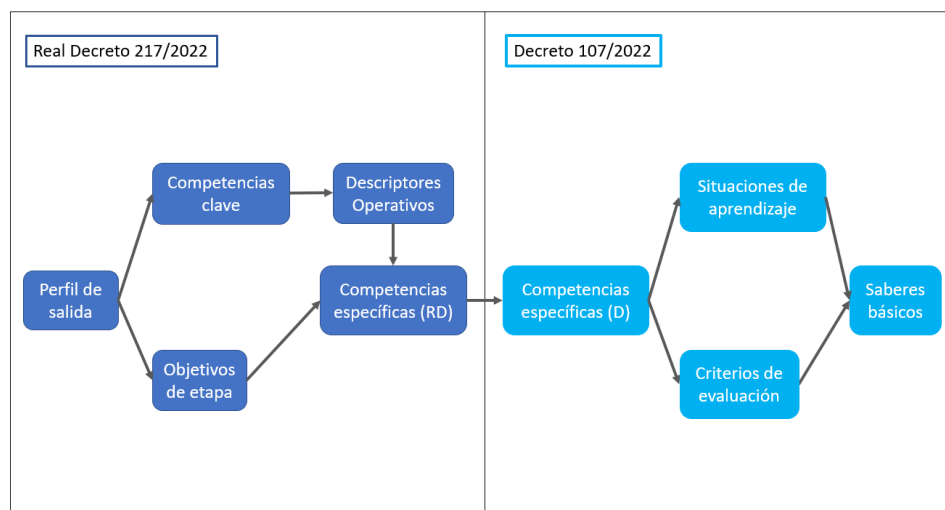 Real Decreto 217/2022
Competencias
clave
Descriptores
Operativos
Perfil de
salida
Competencias
específicas (RD)
Objetivos
de etapa
Decreto 107/2022
Situaciones de
aprendizaje
Competencias
específicas (D)
Saberes
básicos
Criterios de
evaluación